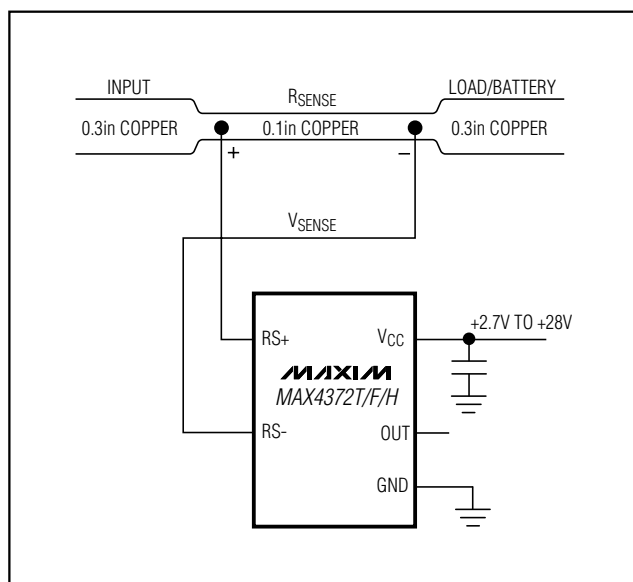 INPUT RSENSE LOAD/BATTERY
0.3in COPPER 0.1in COPPER 0.3in COPPER
+ −
VSENSE
+2.7V TO +28V
RS+ VCC
MAXIM
MAX4372T/F/H
RS- OUT
GND